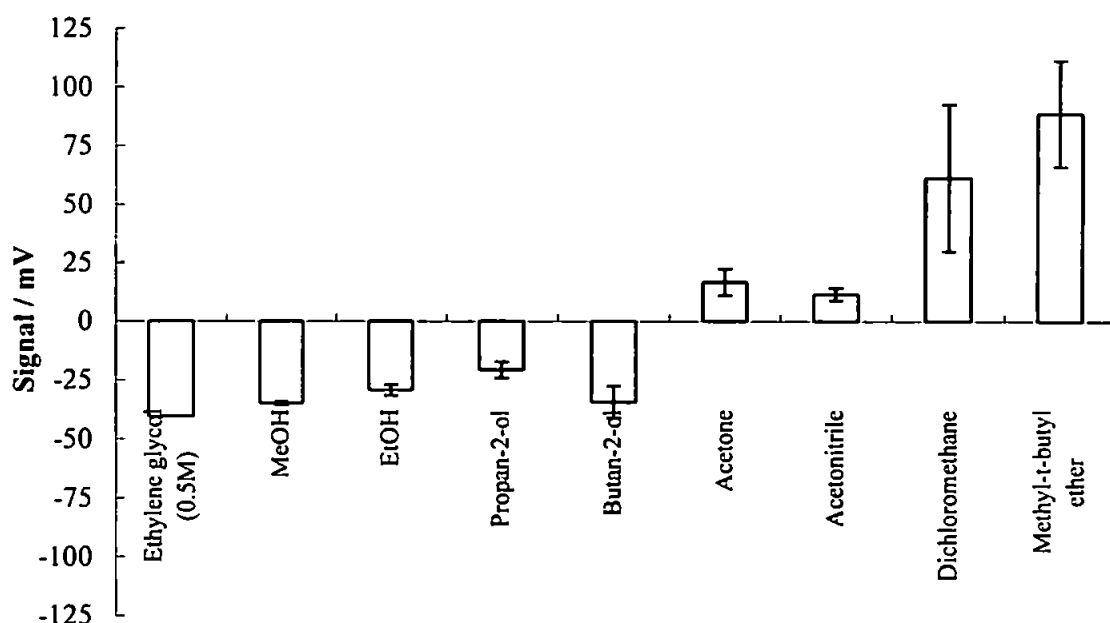 125
100
75
50
25
0
-25
-50
-75
-100
-125
Signal / mV
Ethylene glycol
(0.5M)
MeOH
EtOH
Propan-2-ol
Butan-2-ol
Acetone
Acetonitrile
Dichloromethane
Methyl-t-butyl
ether